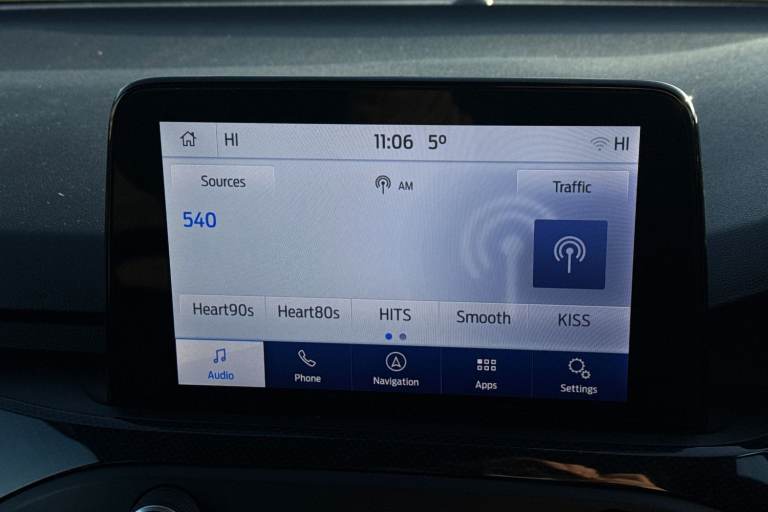 HI 11:06 5º HI
Sources AM Traffic
540
Heart90s Heart80s HITS Smooth KISS
Audio Phone Navigation Apps Settings